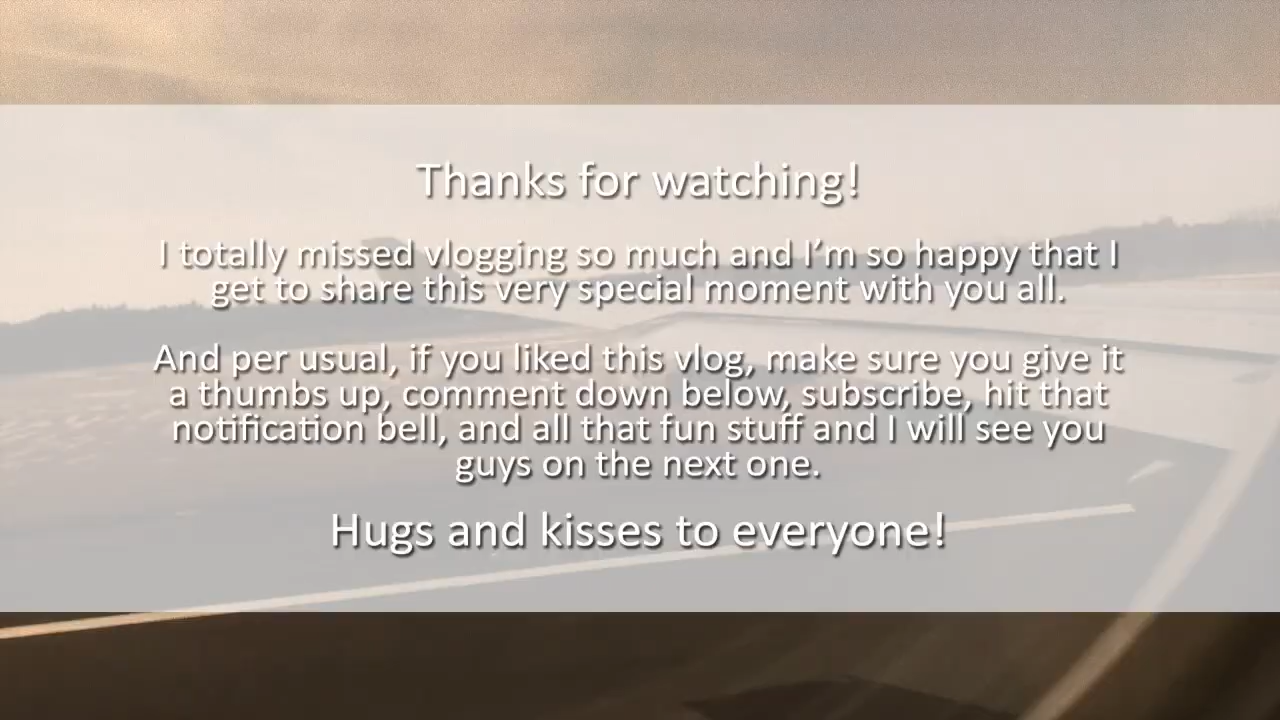 Thanks for watching!
I totally missed vlogging so much and I’m so happy that I
get to share this very special moment with you all.
And per usual, if you liked this vlog, make sure you give it
a thumbs up, comment down below, subscribe, hit that
notification bell, and all that fun stuff and I will see you
guys on the next one.
Hugs and kisses to everyone!